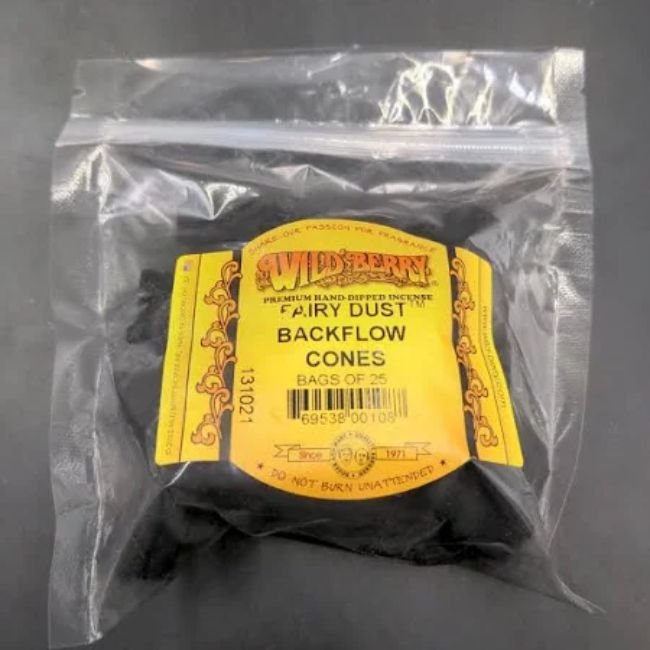 SHARE OUR PASSION FOR FRAGRANCE
WILD BERRY®
PREMIUM HAND-DIPPED INCENSE
FAIRY DUST™
BACKFLOW
CONES
BAGS OF 25
131021
69538 00108
Since 1971
★ DO NOT BURN UNATTENDED ★